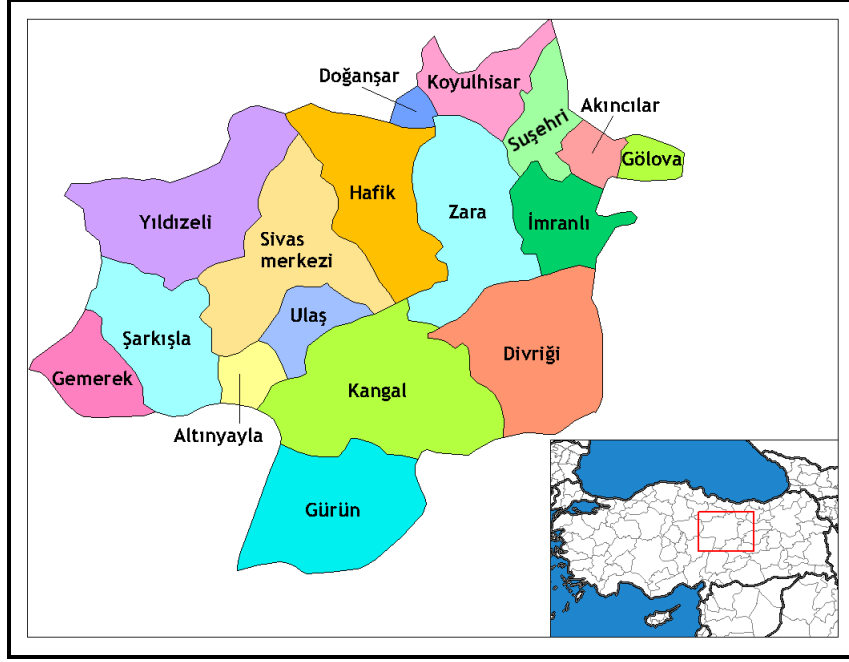 Doğanşar
Koyulhisar
Akıncılar
Suşehri
Gölova
Hafik
Zara
İmranlı
Yıldızeli
Sivas
merkezi
Ulaş
Şarkışla
Divriği
Gemerek
Kangal
Altınyayla
Gürün